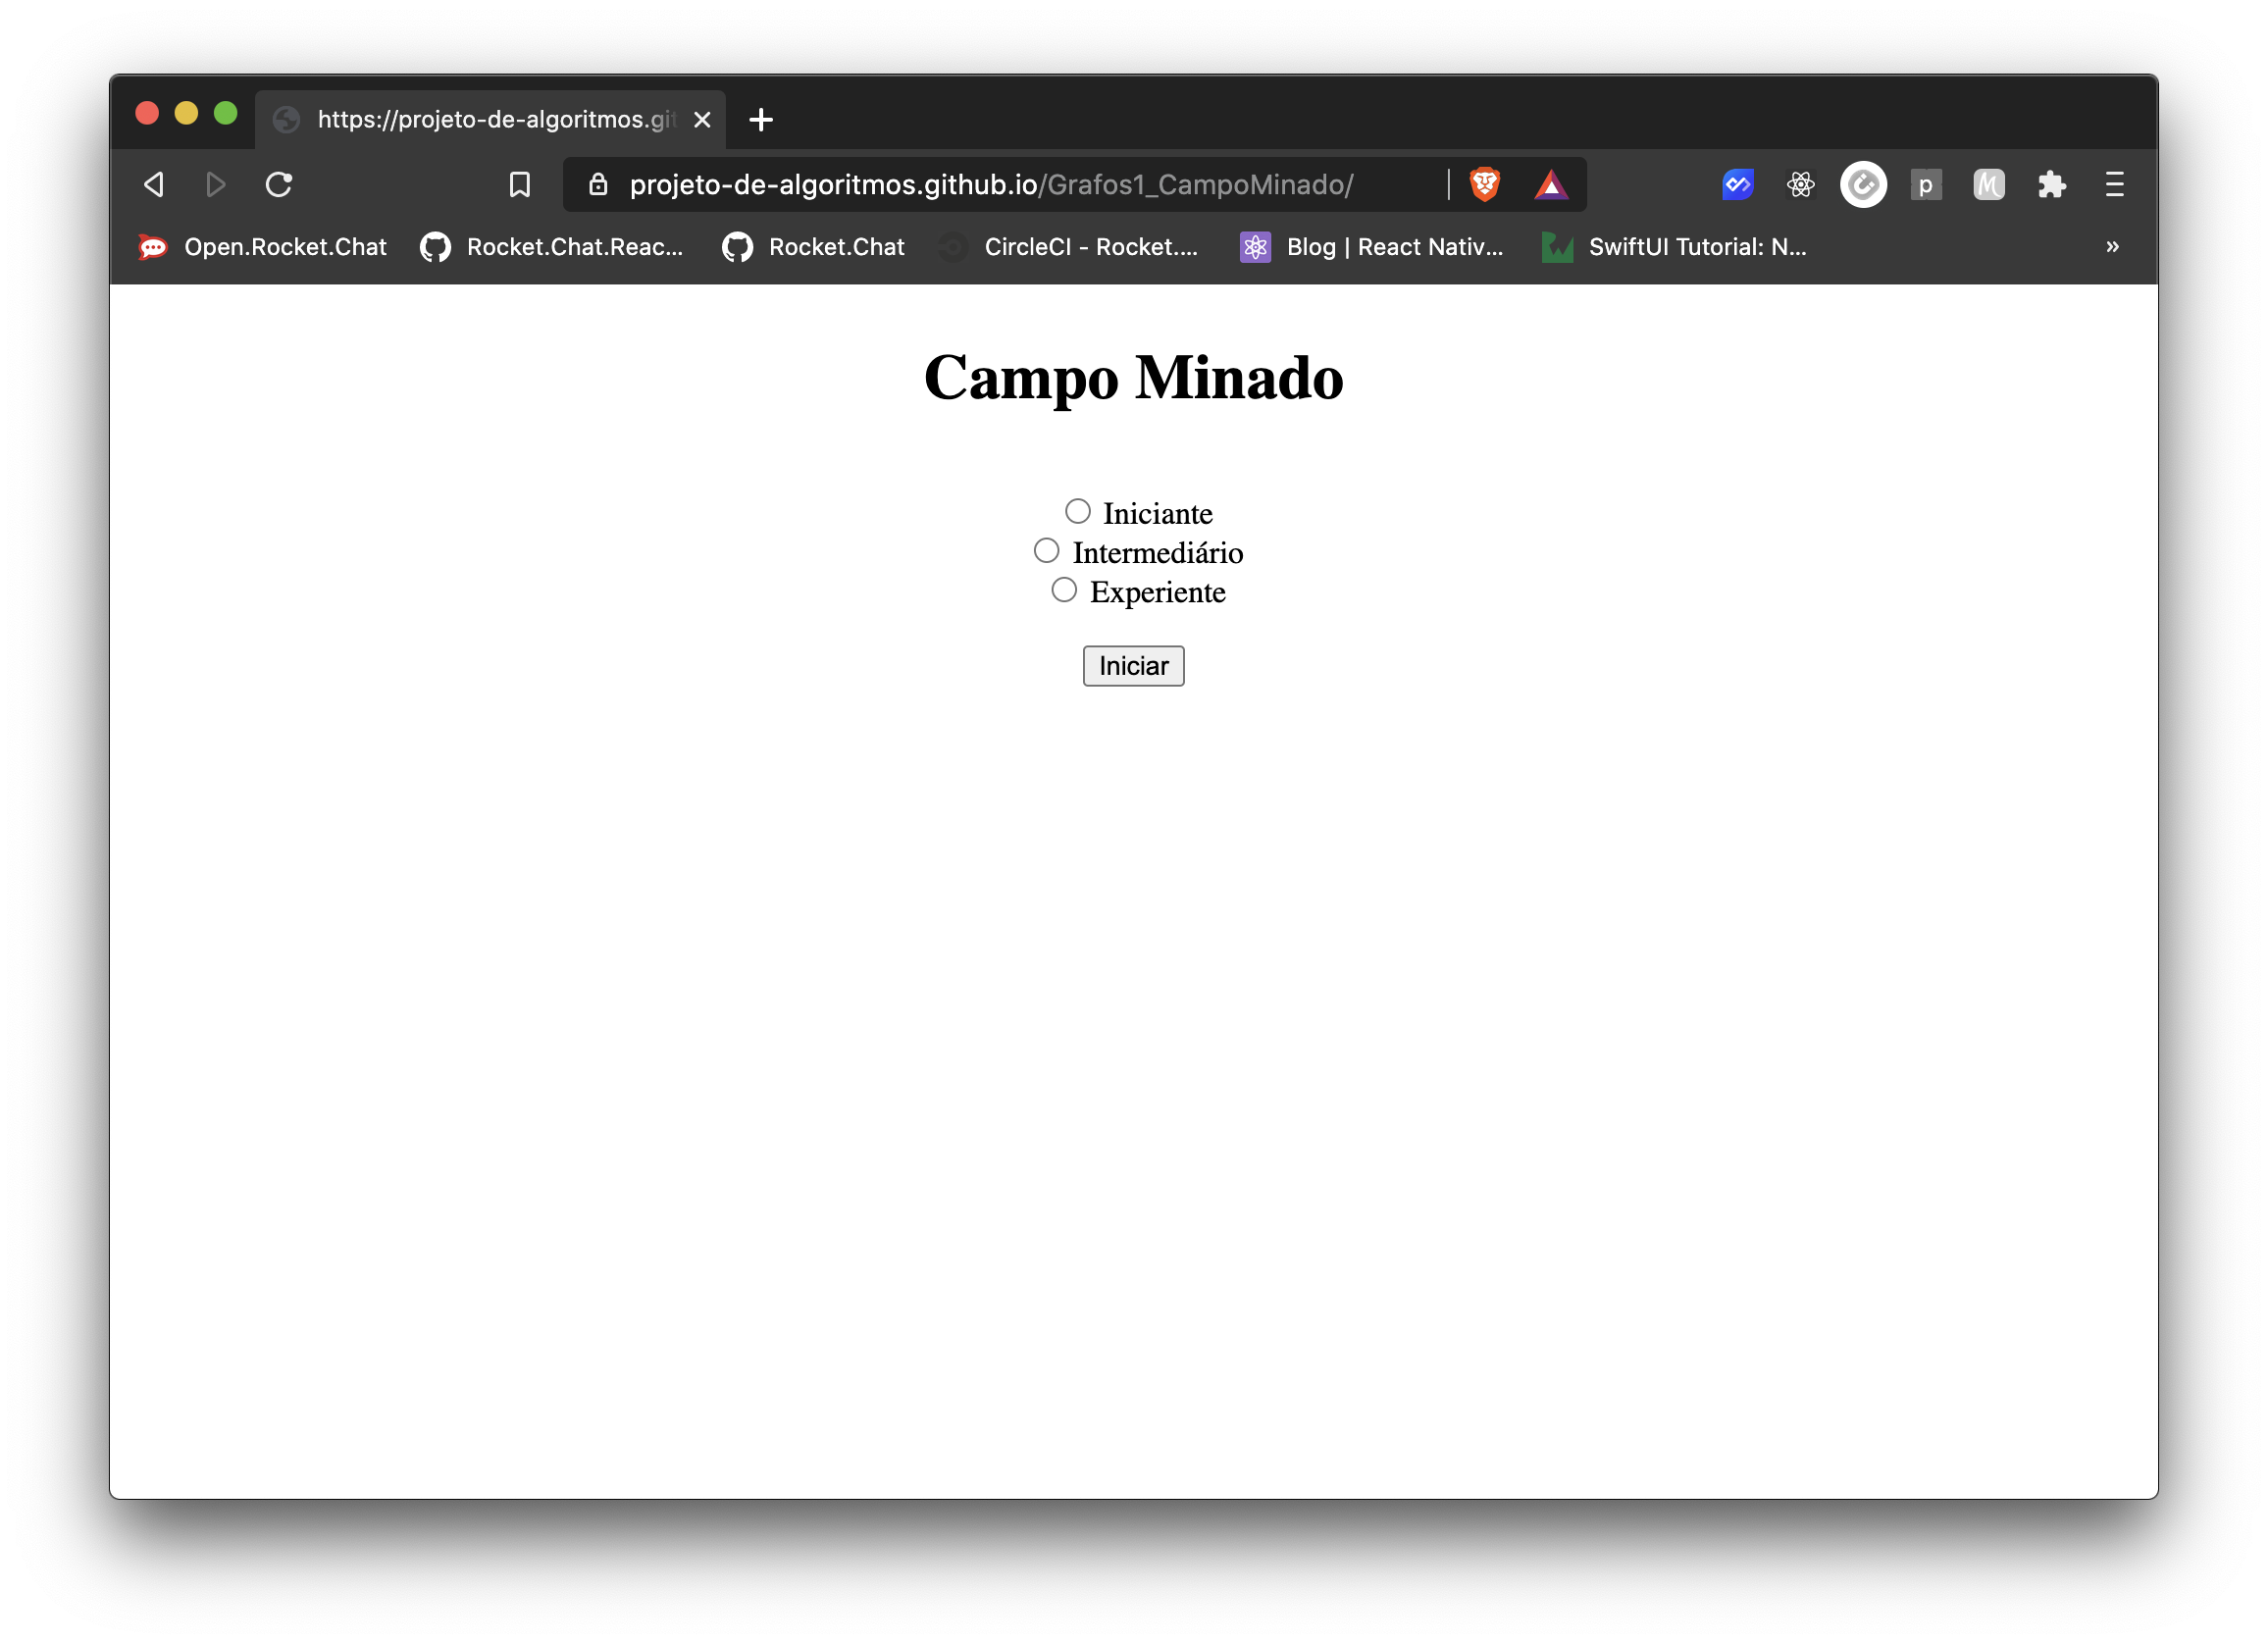 https://projeto-de-algoritmos.git
projeto-de-algoritmos.github.io/Grafos1_CampoMinado/
p M
Open.Rocket.Chat Rocket.Chat.Reac... Rocket.Chat CircleCI - Rocket.... Blog | React Nativ... SwiftUI Tutorial: N... »
Campo Minado
Iniciante
Intermediário
Experiente
Iniciar